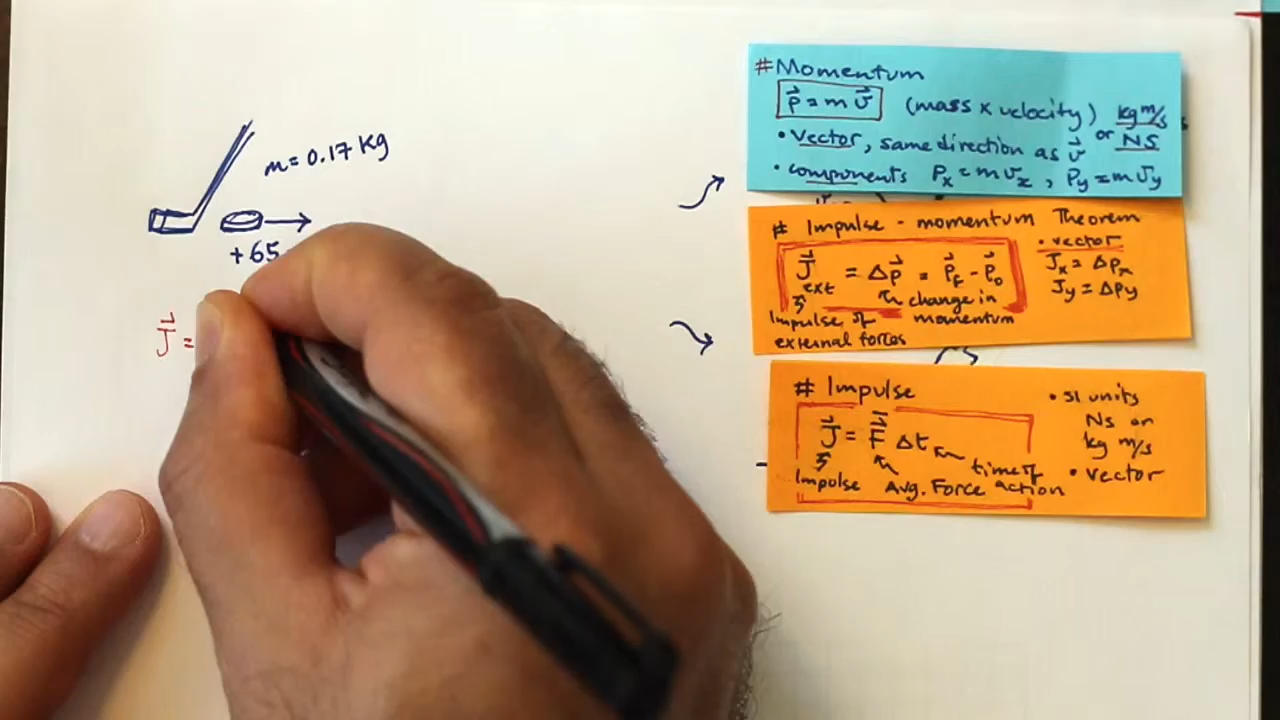 m = 0.17 kg
+65
J⃗ =
# Momentum
p⃗ = m v⃗ (mass x velocity) kg m/s
or NS
• Vector, same direction as v⃗
• components Px = m vx , Py = m vy
# Impulse - momentum Theorem
J⃗ext = Δp⃗ = p⃗f - p⃗o
• vector
Jx = Δpx
Jy = Δpy
Impulse of external forces
change in momentum
# Impulse
J⃗ = F⃗ Δt
Impulse Avg. Force time of action
• SI units
Ns or
kg m/s
• vector